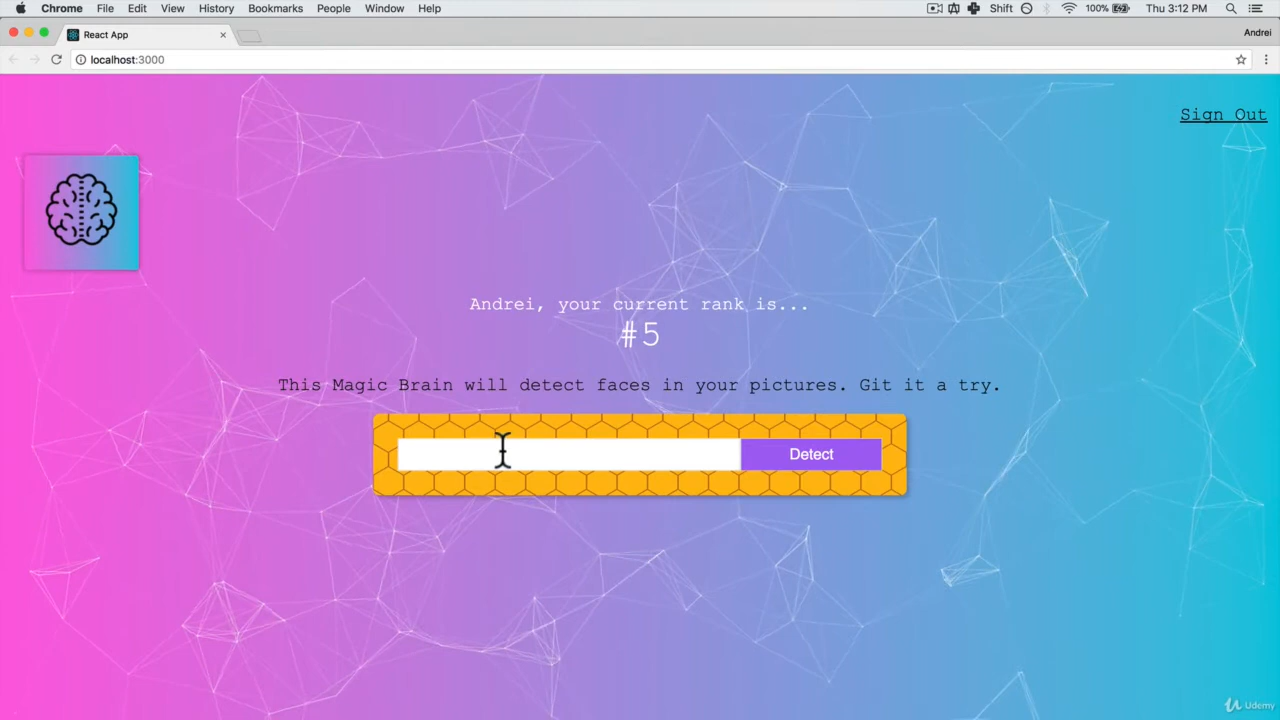 Chrome File Edit View History Bookmarks People Window Help Shift 100% Thu 3:12 PM
React App Andrei
localhost:3000
Sign Out
Andrei, your current rank is...
#5
This Magic Brain will detect faces in your pictures. Git it a try.
Detect
Udemy